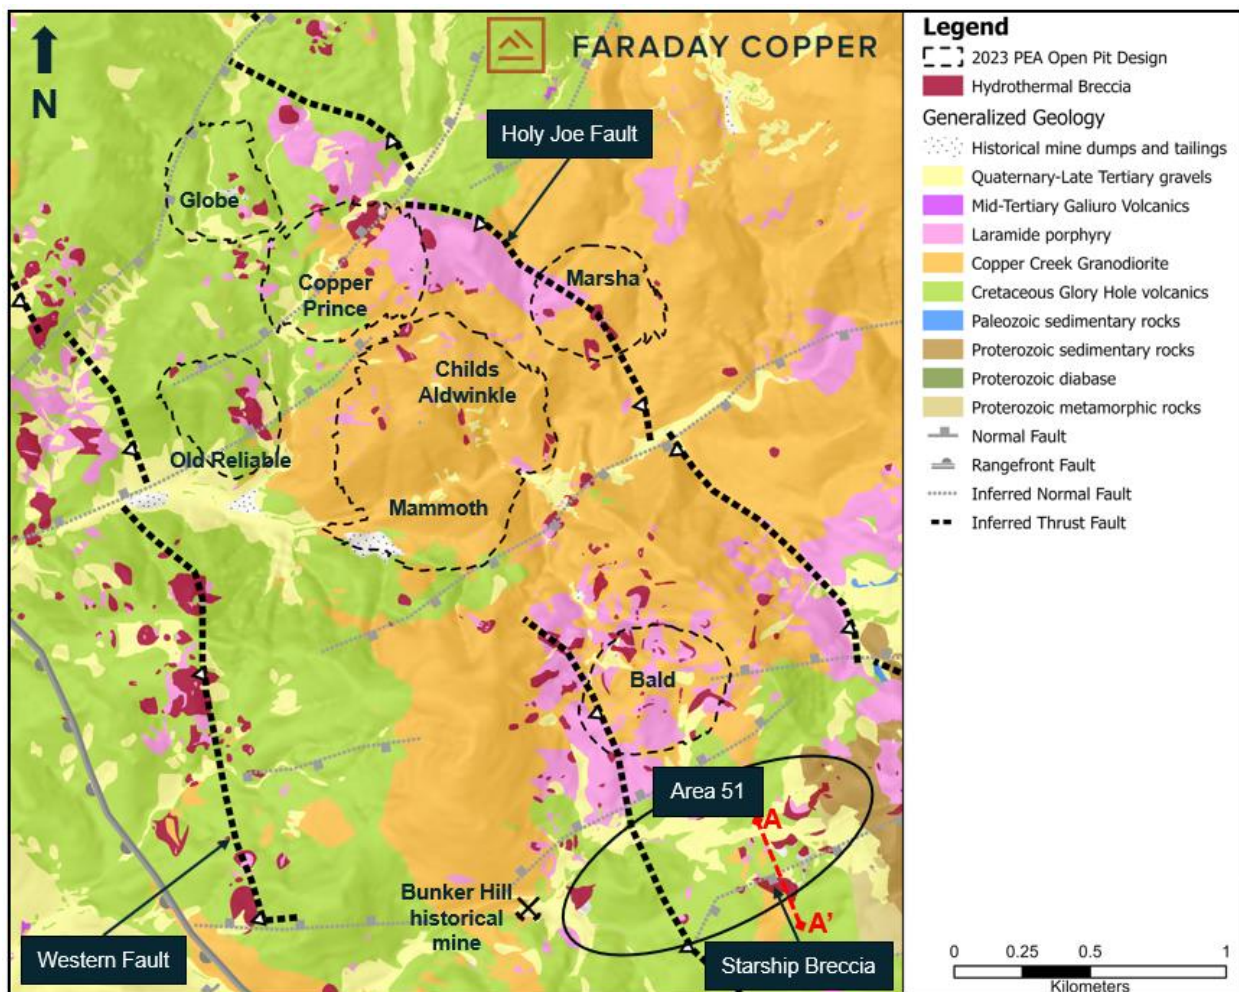 N
FARADAY COPPER
Holy Joe Fault
Globe
Copper
Prince
Marsha
Childs
Aldwinkle
Old Reliable
Mammoth
Bald
Area 51
A
Bunker Hill
historical
mine
A'
Western Fault
Starship Breccia
Legend
2023 PEA Open Pit Design
Hydrothermal Breccia
Generalized Geology
Historical mine dumps and tailings
Quaternary-Late Tertiary gravels
Mid-Tertiary Galiuro Volcanics
Laramide porphyry
Copper Creek Granodiorite
Cretaceous Glory Hole volcanics
Paleozoic sedimentary rocks
Proterozoic sedimentary rocks
Proterozoic diabase
Proterozoic metamorphic rocks
Normal Fault
Rangefront Fault
Inferred Normal Fault
Inferred Thrust Fault
0 0.25 0.5 1
Kilometers